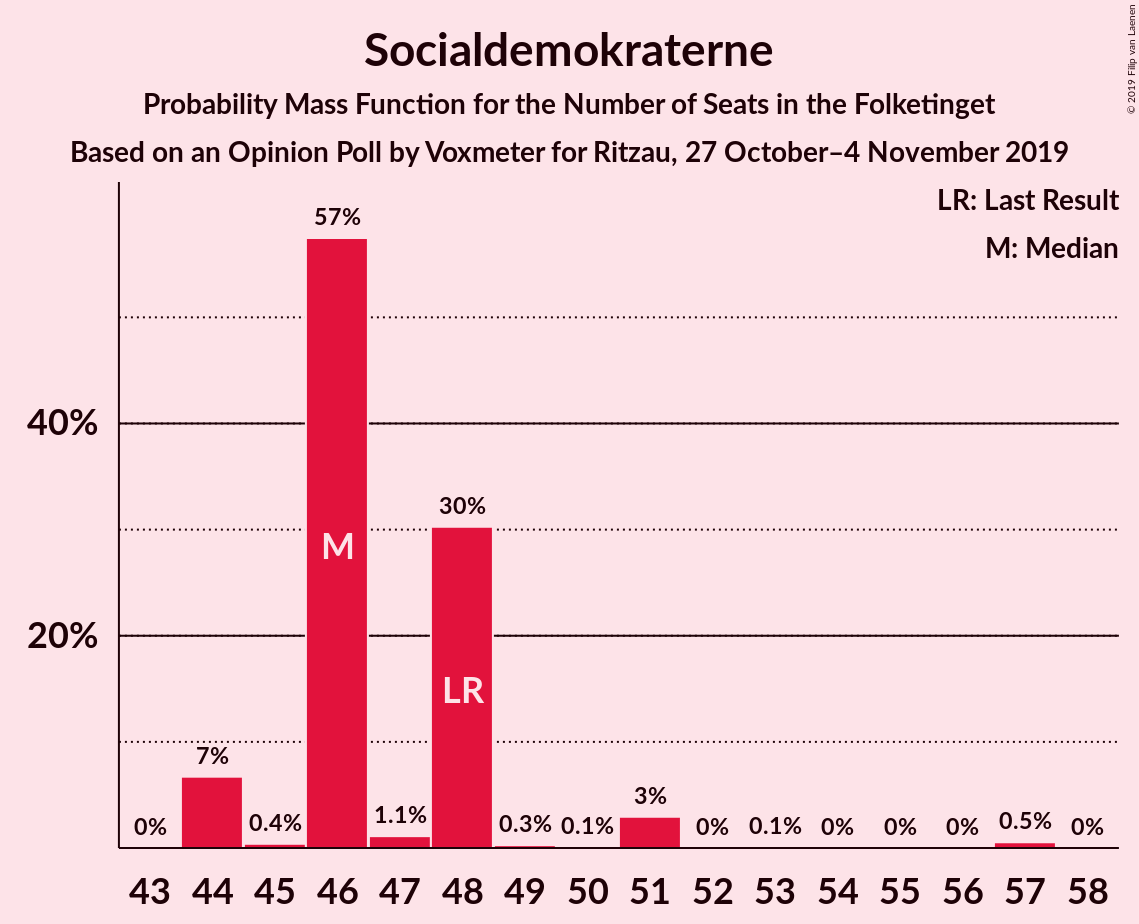 Socialdemokraterne
Probability Mass Function for the Number of Seats in the Folketinget
Based on an Opinion Poll by Voxmeter for Ritzau, 27 October–4 November 2019
© 2019 Filip van Laenen
LR: Last Result
M: Median
40%
20%
0%
7%
0.4%
57%
1.1%
30%
0.3%
0.1%
3%
0%
0.1%
0%
0%
0%
0.5%
0%
M
LR
43 44 45 46 47 48 49 50 51 52 53 54 55 56 57 58